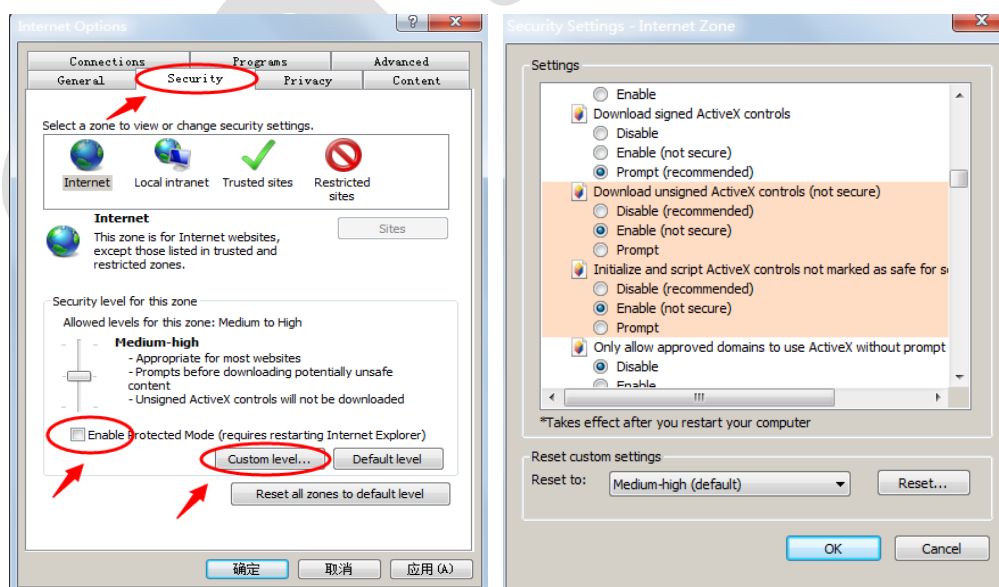 Internet Options
?
X
Connections
Programs
Advanced
General
Security
Privacy
Content
Select a zone to view or change security settings.
Internet
Local intranet
Trusted sites
Restricted
sites
Internet
This zone is for Internet websites,
except those listed in trusted and
restricted zones.
Sites
Security level for this zone
Allowed levels for this zone: Medium to High
Medium-high
- Appropriate for most websites
- Prompts before downloading potentially unsafe
content
- Unsigned ActiveX controls will not be downloaded
Enable Protected Mode (requires restarting Internet Explorer)
Custom level...
Default level
Reset all zones to default level
确定
取消
应用(A)
Security Settings - Internet Zone
X
Settings
Enable
Download signed ActiveX controls
Disable
Enable (not secure)
Prompt (recommended)
Download unsigned ActiveX controls (not secure)
Disable (recommended)
Enable (not secure)
Prompt
Initialize and script ActiveX controls not marked as safe for s
Disable (recommended)
Enable (not secure)
Prompt
Only allow approved domains to use ActiveX without prompt
Disable
Enable
*Takes effect after you restart your computer
Reset custom settings
Reset to:
Medium-high (default)
Reset...
OK
Cancel